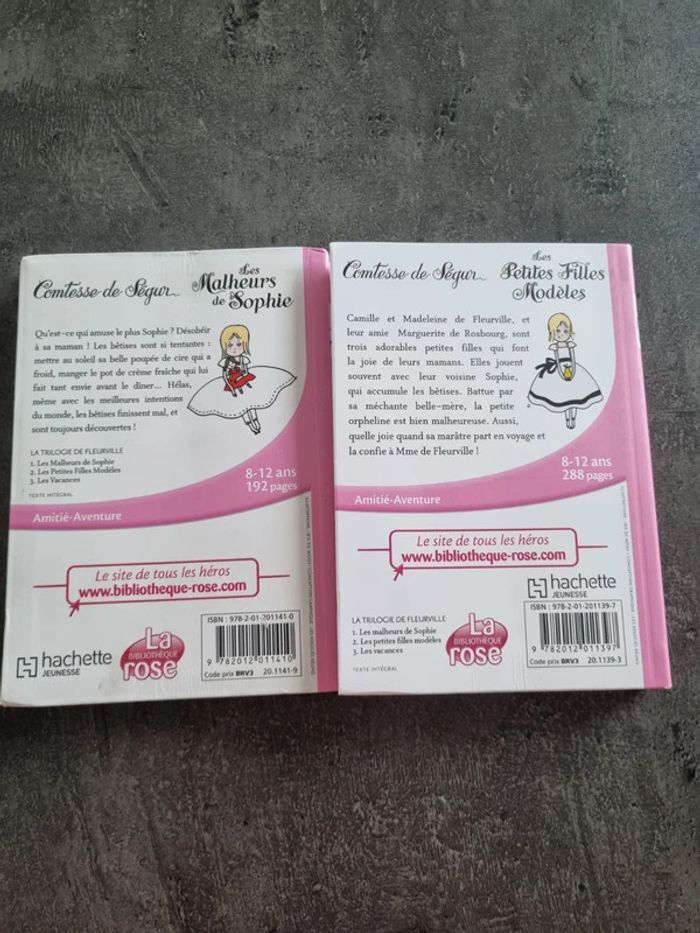 Comtesse de Ségur
Les
Malheurs
de Sophie
Qu'est-ce qui amuse le plus Sophie ? Désobéir
à sa maman ! Les bêtises sont si tentantes :
mettre au soleil sa belle poupée de cire qui a
froid, manger le pot de crème fraîche qui lui
fait tant envie avant le dîner... Hélas,
même avec les meilleures intentions
du monde, les bêtises finissent mal, et
sont toujours découvertes !
LA TRILOGIE DE FLEURVILLE
1. Les Malheurs de Sophie
2. Les Petites Filles Modèles
3. Les Vacances
TEXTE INTÉGRAL
8-12 ans
192 pages
Amitié-Aventure
Le site de tous les héros
www.bibliotheque-rose.com
hachette
JEUNESSE
La
BIBLIOTHÈQUE
rose
ISBN : 978-2-01-201141-0
9 782012 011410
Code prix BRV3 20.1141-9
Comtesse de Ségur
Les
Petites Filles
Modèles
Camille et Madeleine de Fleurville, et
leur amie Marguerite de Rosbourg, sont
trois adorables petites filles qui font
la joie de leurs mamans. Elles jouent
souvent avec leur voisine Sophie,
qui accumule les bêtises. Battue par
sa méchante belle-mère, la petite
orpheline est bien malheureuse. Aussi,
quelle joie quand sa marâtre part en voyage et
la confie à Mme de Fleurville !
8-12 ans
288 pages
Amitié-Aventure
Le site de tous les héros
www.bibliotheque-rose.com
hachette
JEUNESSE
LA TRILOGIE DE FLEURVILLE
1. Les malheurs de Sophie
2. Les petites filles modèles
3. Les vacances
TEXTE INTÉGRAL
La
BIBLIOTHÈQUE
rose
ISBN : 978-2-01-201139-7
9 782012 011397
Code prix BRV3 20.1139-3